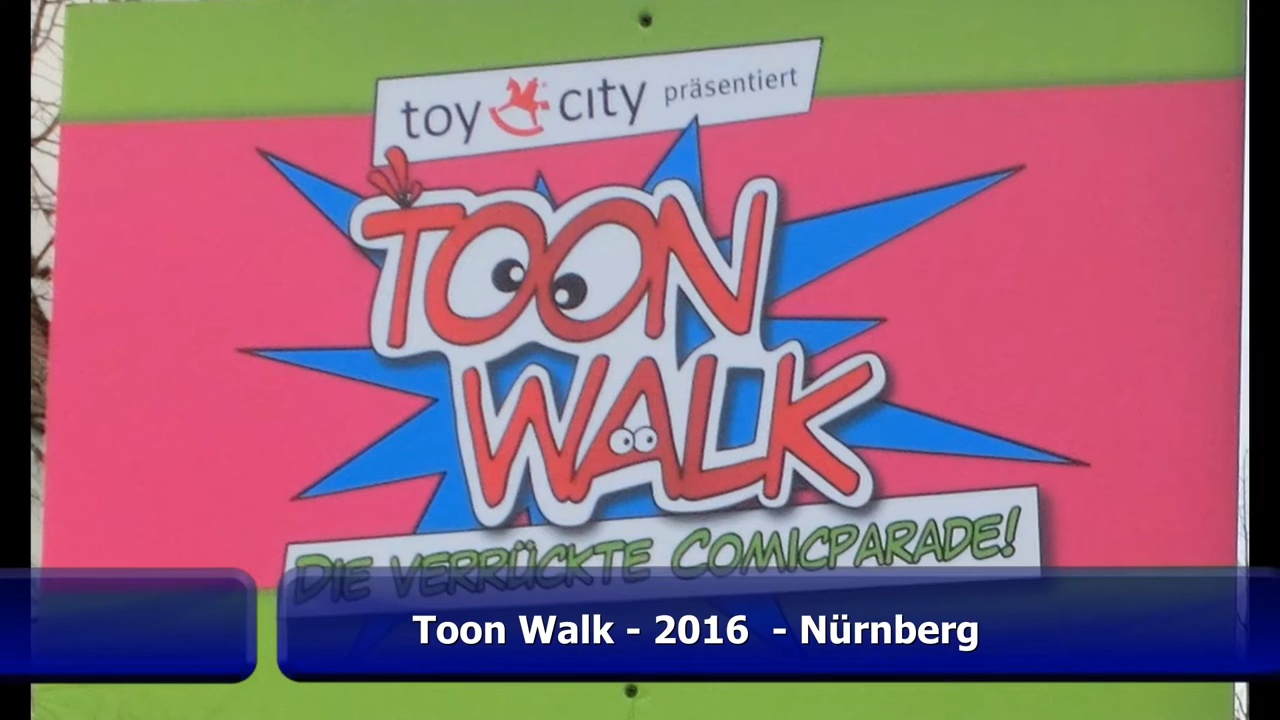 toy city präsentiert
TOON
WALK
DIE VERRÜCKTE COMICPARADE!
Toon Walk - 2016 - Nürnberg